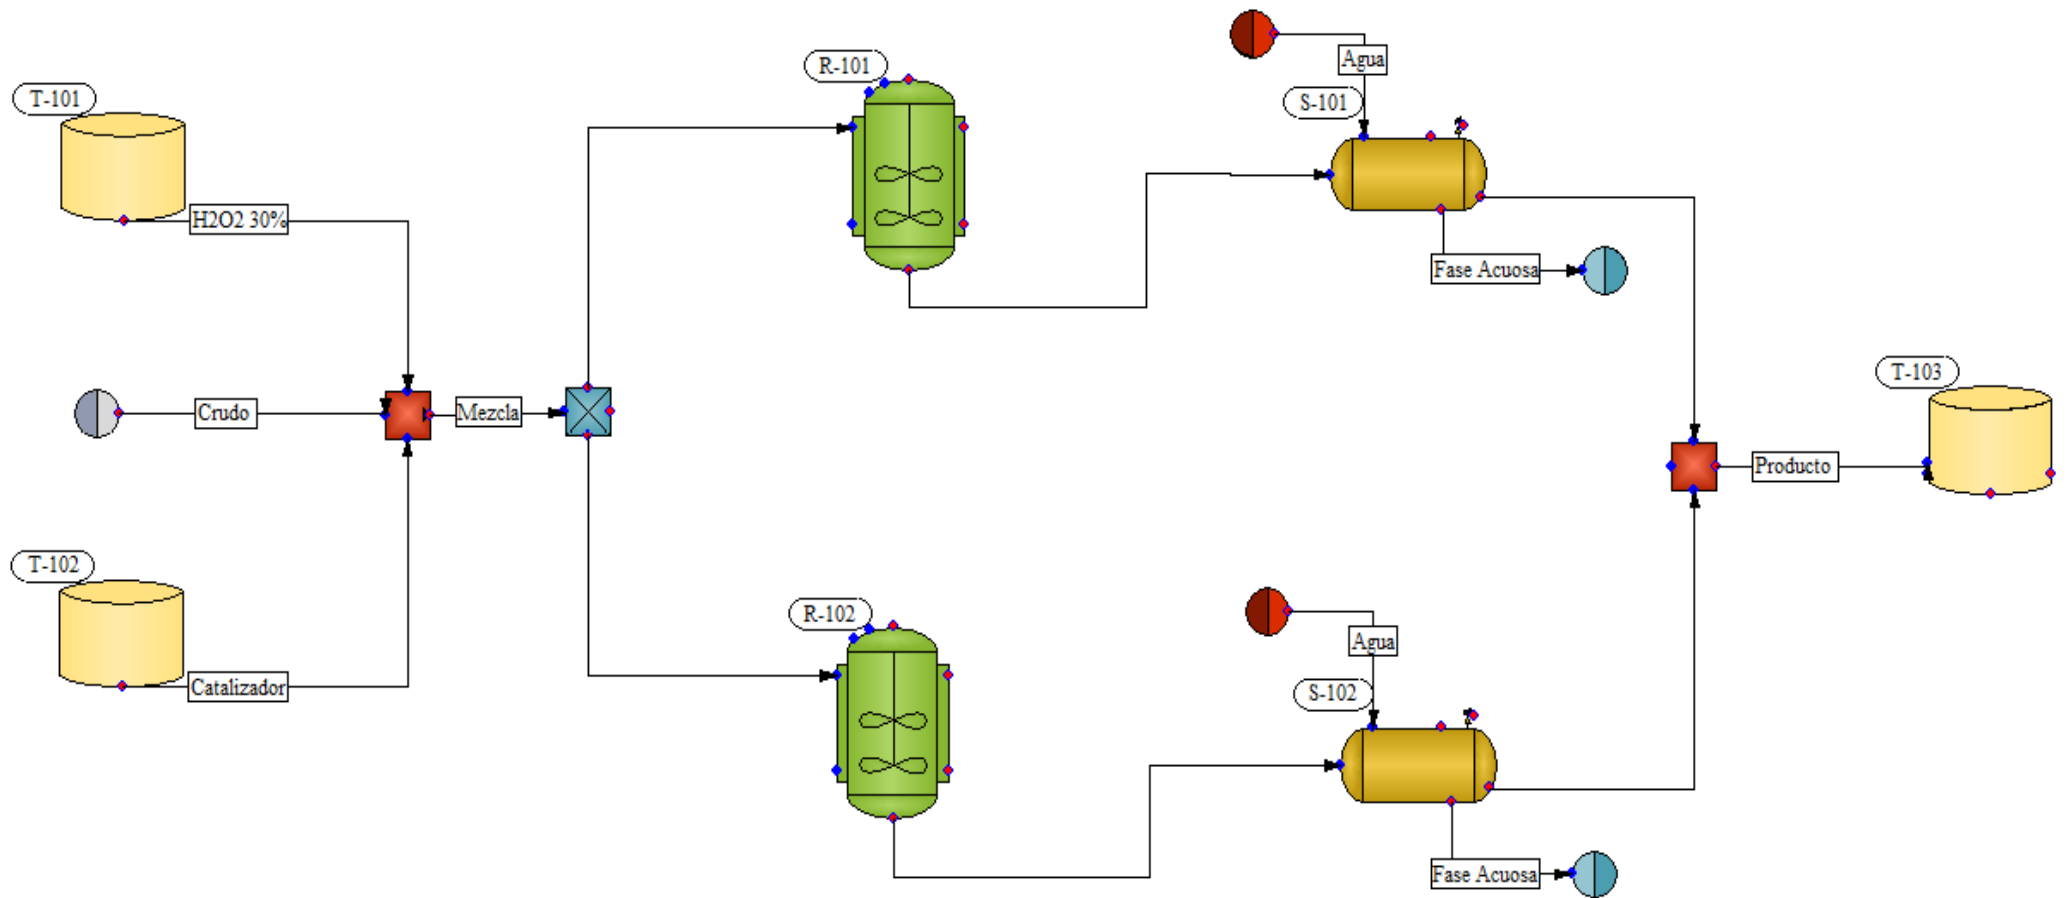 T-101
H2O2 30%
Crudo
T-102
Catalizador
Mezcla
R-101
R-102
Agua
S-101
Fase Acuosa
Agua
S-102
Fase Acuosa
Producto
T-103